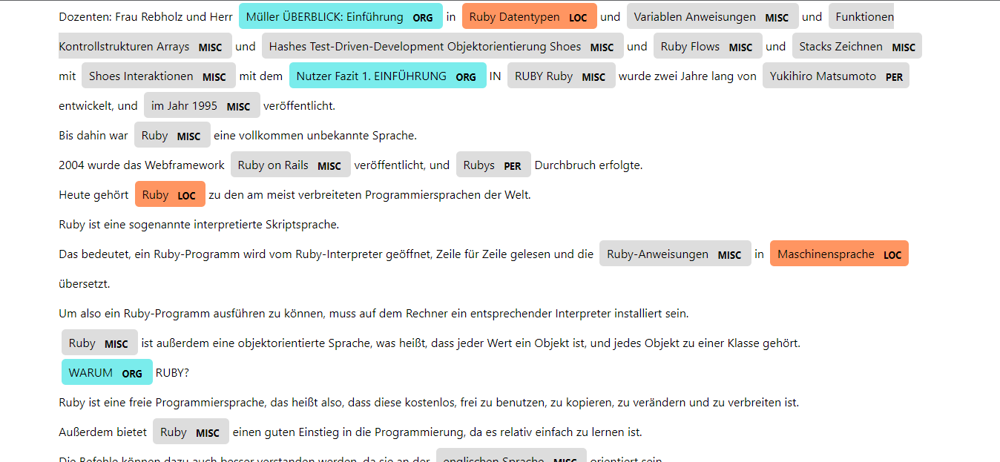 Dozenten: Frau Rebholz und Herr Müller ÜBERBLICK: Einführung ORG in Ruby Datentypen LOC und Variablen Anweisungen MISC und Funktionen
Kontrollstrukturen Arrays MISC und Hashes Test-Driven-Development Objektorientierung Shoes MISC und Ruby Flows MISC und Stacks Zeichnen MISC
mit Shoes Interaktionen MISC mit dem Nutzer Fazit 1. EINFÜHRUNG ORG IN RUBY Ruby MISC wurde zwei Jahre lang von Yukihiro Matsumoto PER
entwickelt, und im Jahr 1995 MISC veröffentlicht.
Bis dahin war Ruby MISC eine vollkommen unbekannte Sprache.
2004 wurde das Webframework Ruby on Rails MISC veröffentlicht, und Rubys PER Durchbruch erfolgte.
Heute gehört Ruby LOC zu den am meist verbreiteten Programmiersprachen der Welt.
Ruby ist eine sogenannte interpretierte Skriptsprache.
Das bedeutet, ein Ruby-Programm wird vom Ruby-Interpreter geöffnet, Zeile für Zeile gelesen und die Ruby-Anweisungen MISC in Maschinensprache LOC
übersetzt.
Um also ein Ruby-Programm ausführen zu können, muss auf dem Rechner ein entsprechender Interpreter installiert sein.
Ruby MISC ist außerdem eine objektorientierte Sprache, was heißt, dass jeder Wert ein Objekt ist, und jedes Objekt zu einer Klasse gehört.
WARUM ORG RUBY?
Ruby ist eine freie Programmiersprache, das heißt also, dass diese kostenlos, frei zu benutzen, zu kopieren, zu verändern und zu verbreiten ist.
Außerdem bietet Ruby MISC einen guten Einstieg in die Programmierung, da es relativ einfach zu lernen ist.
Die Befehle können dazu auch besser verstanden werden, da sie an der englischen Sprache MISC orientiert sein